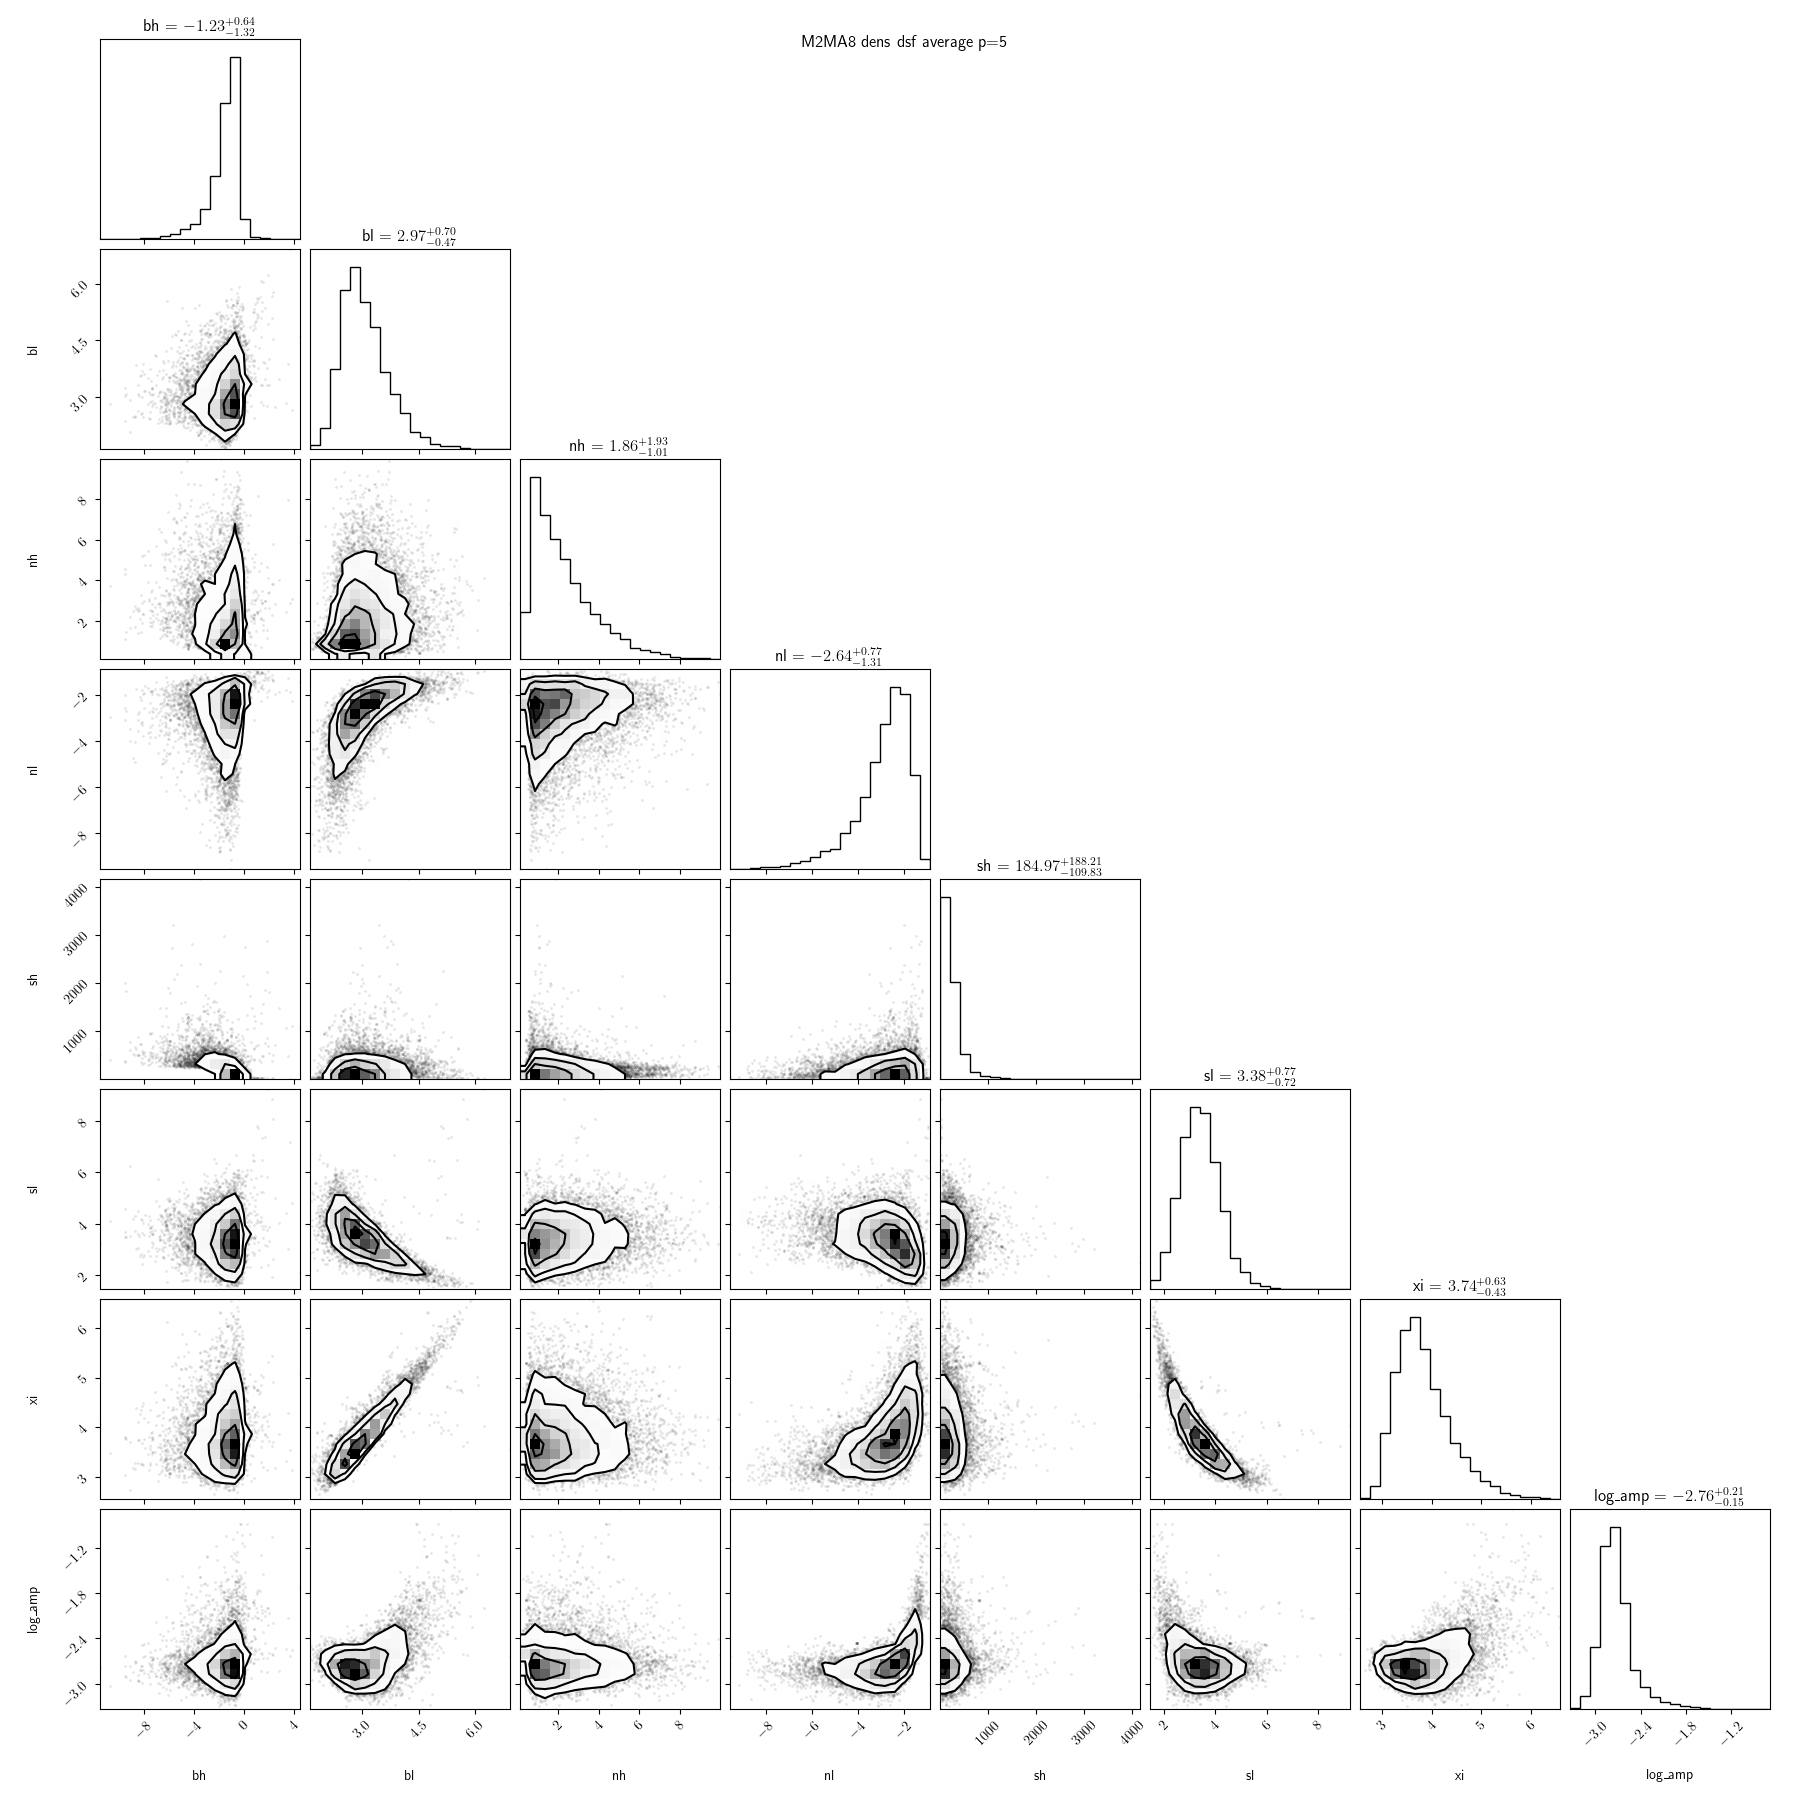 M2MA8 dens dsf average p=5
bh = −1.23+0.64−1.32
bl = 2.97+0.70−0.47
bl
6.0
4.5
3.0
nh = 1.86+1.93−1.01
nh
8
6
4
2
nl = −2.64+0.77−1.31
nl
−2
−4
−6
−8
sh = 184.97+188.21−109.83
sh
4000
3000
2000
1000
sl = 3.38+0.77−0.72
sl
8
6
4
2
xi = 3.74+0.63−0.43
xi
6
5
4
3
log_amp = −2.76+0.21−0.15
log_amp
−1.2
−1.8
−2.4
−3.0
−8 −4 0 4 3.0 4.5 6.0 2 4 6 8 −8 −6 −4 −2 1000 2000 3000 4000 2 4 6 8 3 4 5 6 −3.0 −2.4 −1.8 −1.2
bh bl nh nl sh sl xi log_amp